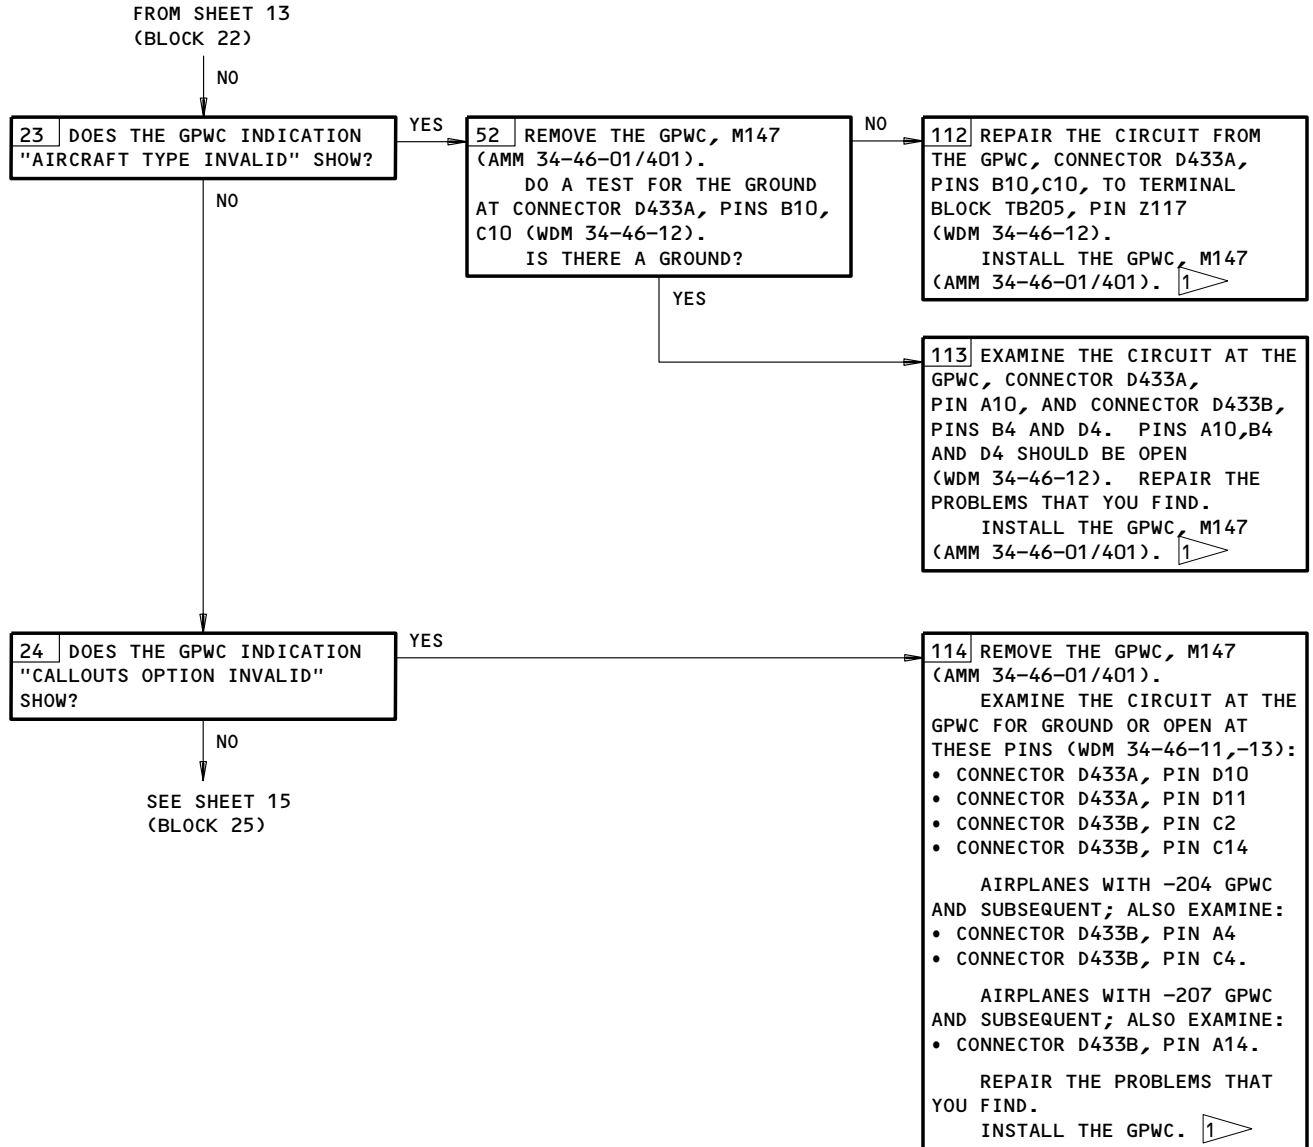 FROM SHEET 13
(BLOCK 22)
NO
23 DOES THE GPWC INDICATION
"AIRCRAFT TYPE INVALID" SHOW?
YES
NO
52 REMOVE THE GPWC, M147
(AMM 34-46-01/401).
DO A TEST FOR THE GROUND
AT CONNECTOR D433A, PINS B10,
C10 (WDM 34-46-12).
IS THERE A GROUND?
NO
YES
112 REPAIR THE CIRCUIT FROM
THE GPWC, CONNECTOR D433A,
PINS B10,C10, TO TERMINAL
BLOCK TB205, PIN Z117
(WDM 34-46-12).
INSTALL THE GPWC, M147
(AMM 34-46-01/401). 1
113 EXAMINE THE CIRCUIT AT THE
GPWC, CONNECTOR D433A,
PIN A10, AND CONNECTOR D433B,
PINS B4 AND D4. PINS A10,B4
AND D4 SHOULD BE OPEN
(WDM 34-46-12). REPAIR THE
PROBLEMS THAT YOU FIND.
INSTALL THE GPWC, M147
(AMM 34-46-01/401). 1
24 DOES THE GPWC INDICATION
"CALLOUTS OPTION INVALID"
SHOW?
YES
NO
SEE SHEET 15
(BLOCK 25)
114 REMOVE THE GPWC, M147
(AMM 34-46-01/401).
EXAMINE THE CIRCUIT AT THE
GPWC FOR GROUND OR OPEN AT
THESE PINS (WDM 34-46-11,-13):
• CONNECTOR D433A, PIN D10
• CONNECTOR D433A, PIN D11
• CONNECTOR D433B, PIN C2
• CONNECTOR D433B, PIN C14
AIRPLANES WITH -204 GPWC
AND SUBSEQUENT; ALSO EXAMINE:
• CONNECTOR D433B, PIN A4
• CONNECTOR D433B, PIN C4.
AIRPLANES WITH -207 GPWC
AND SUBSEQUENT; ALSO EXAMINE:
• CONNECTOR D433B, PIN A14.
REPAIR THE PROBLEMS THAT
YOU FIND.
INSTALL THE GPWC. 1